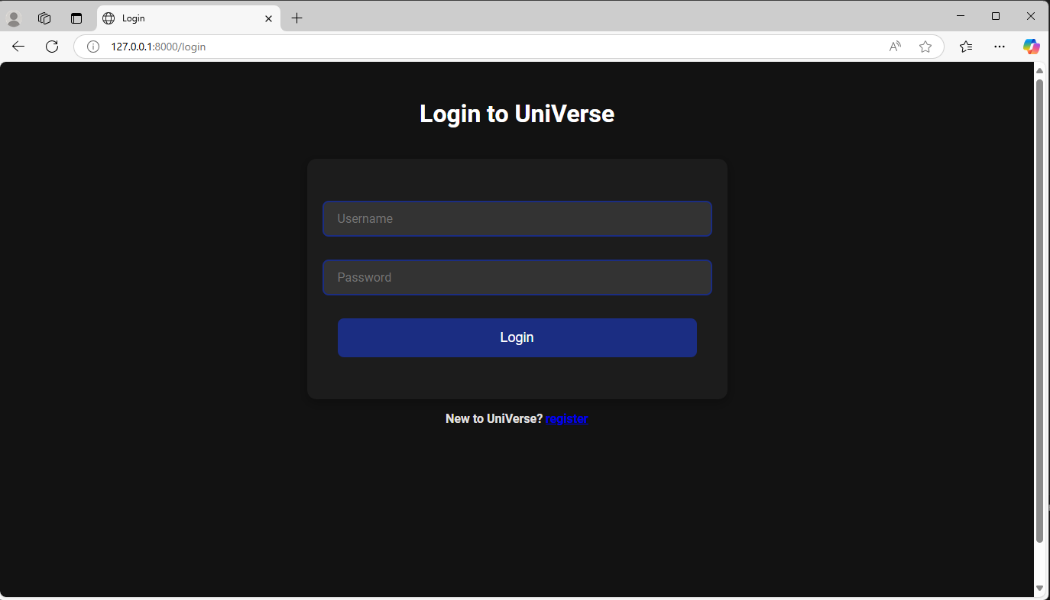 Login
127.0.0.1:8000/login
Login to UniVerse
Username
Password
Login
New to UniVerse? register